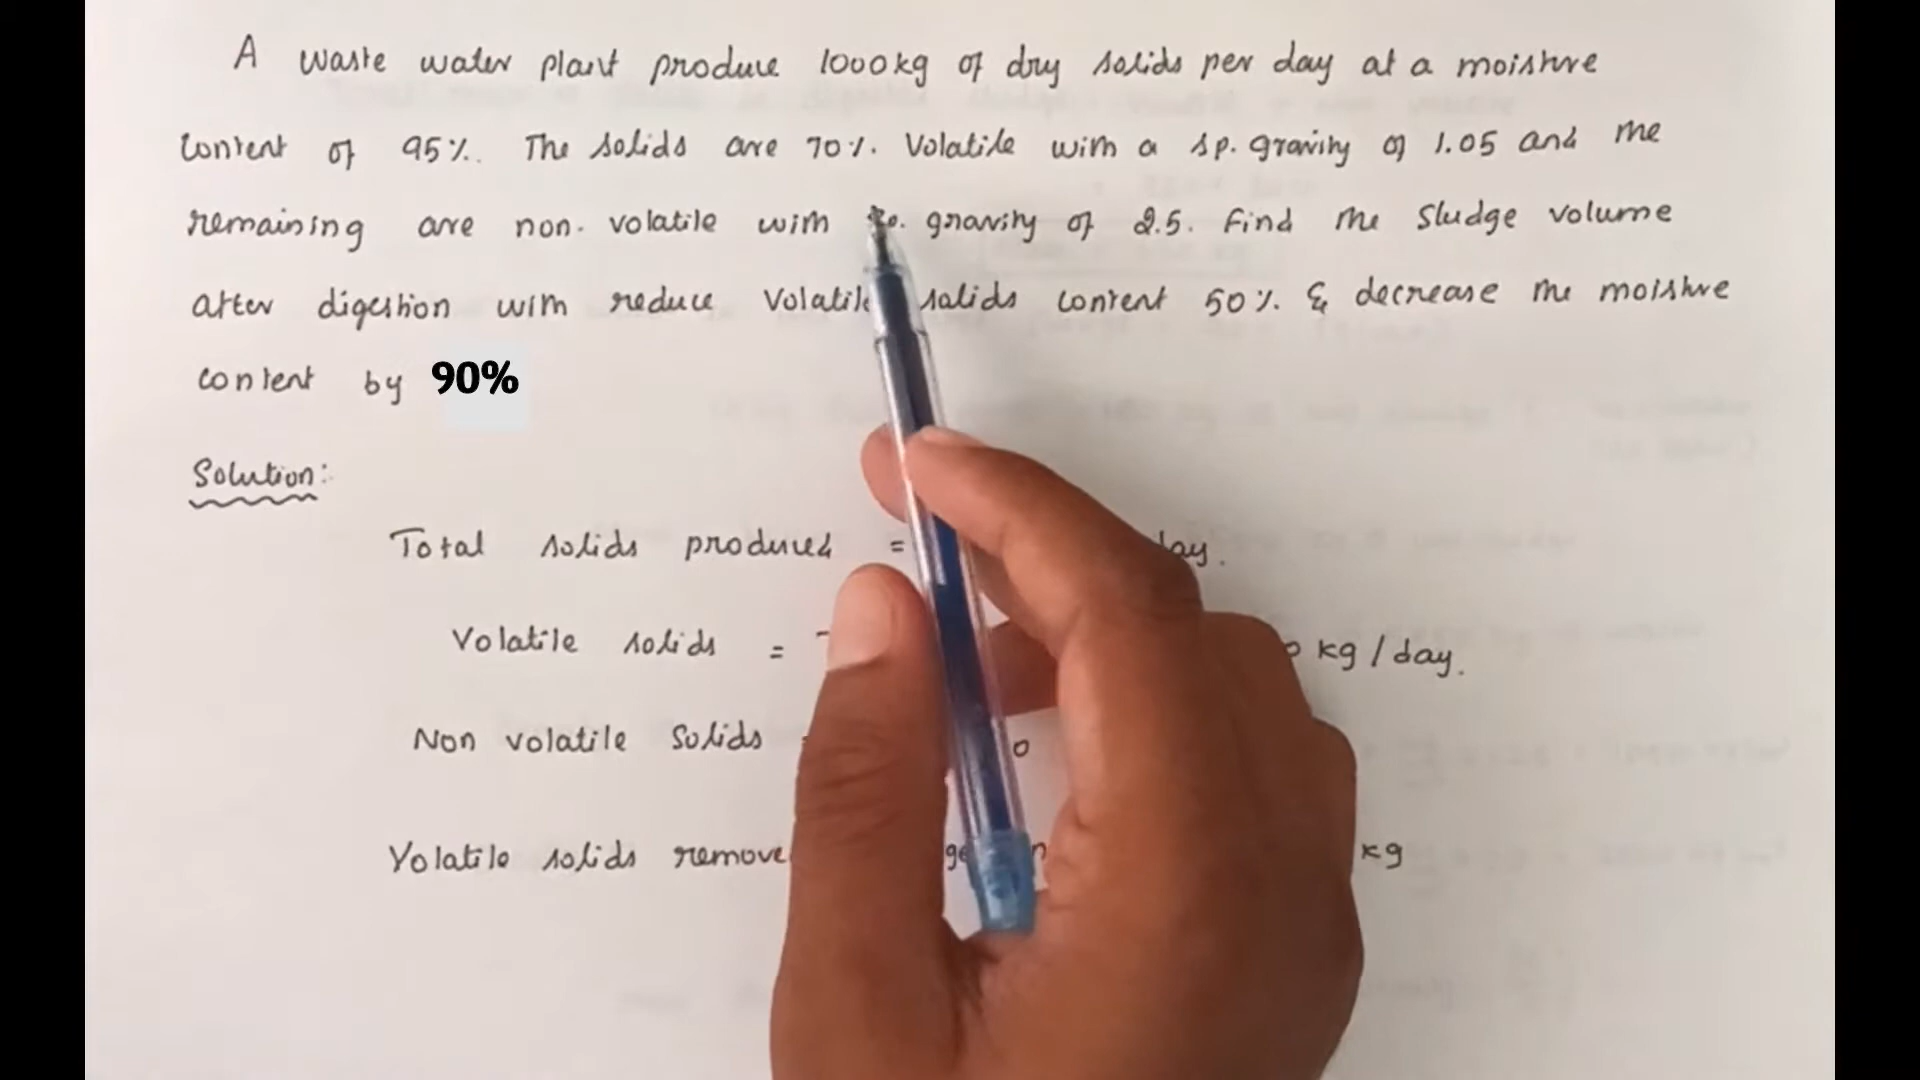 A waste water plant produce 1000kg of dry solids per day at a moisture
content of 95%. The solids are 70%. Volatile with a sp. gravity of 1.05 and the
remaining are non. volatile with gravity of 2.5. Find the Sludge volume
after digestion with reduce Volatile solids content 50%. & decrease the moisture
content by 90%
Solution:
Total solids produced = day.
Volatile solids = kg/day.
Non volatile Solids
Volatile solids kg